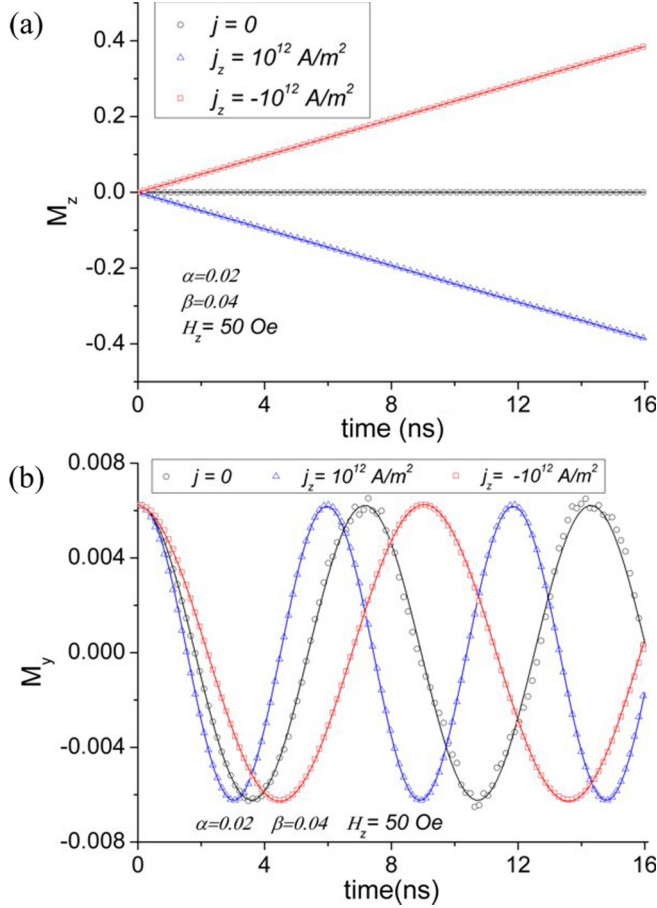 (a)
j = 0
j_z = 10^12 A/m^2
j_z = -10^12 A/m^2
0.4
0.2
0.0
-0.2
-0.4
M_z
α=0.02
β=0.04
H_z= 50 Oe
0 4 8 12 16
time (ns)
(b)
j = 0 j_z= 10^12 A/m^2 j_z= -10^12 A/m^2
0.008
0.004
0.000
-0.004
-0.008
M_y
α=0.02 β=0.04 H_z= 50 Oe
0 4 8 12 16
time(ns)